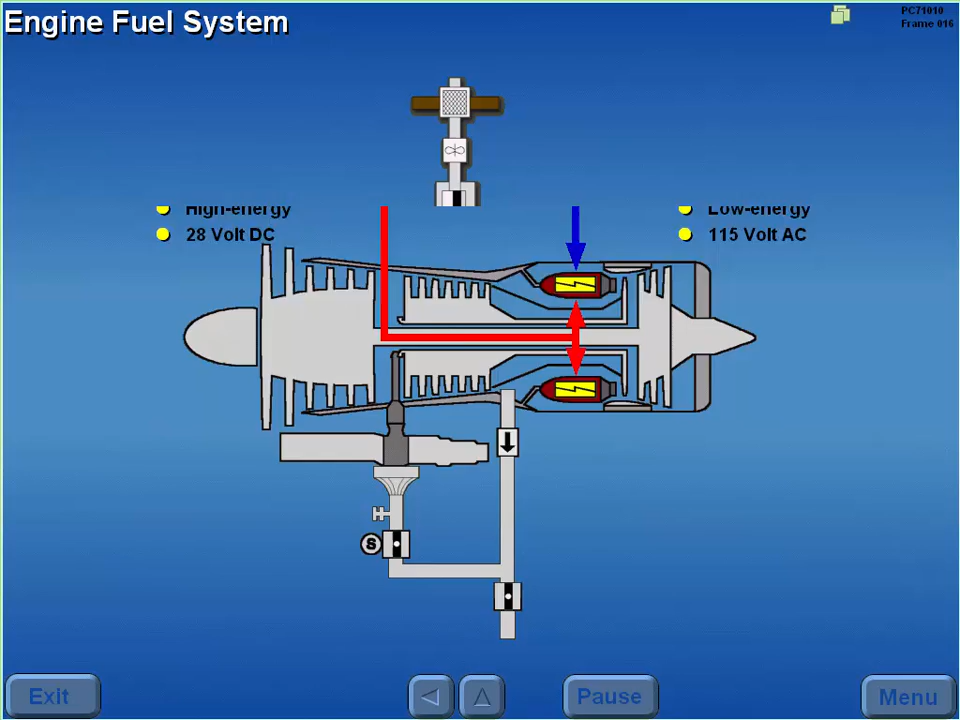 Engine Fuel System
PC71010
Frame 016
High-energy
Low-energy
28 Volt DC
115 Volt AC
S
Exit
Pause
Menu